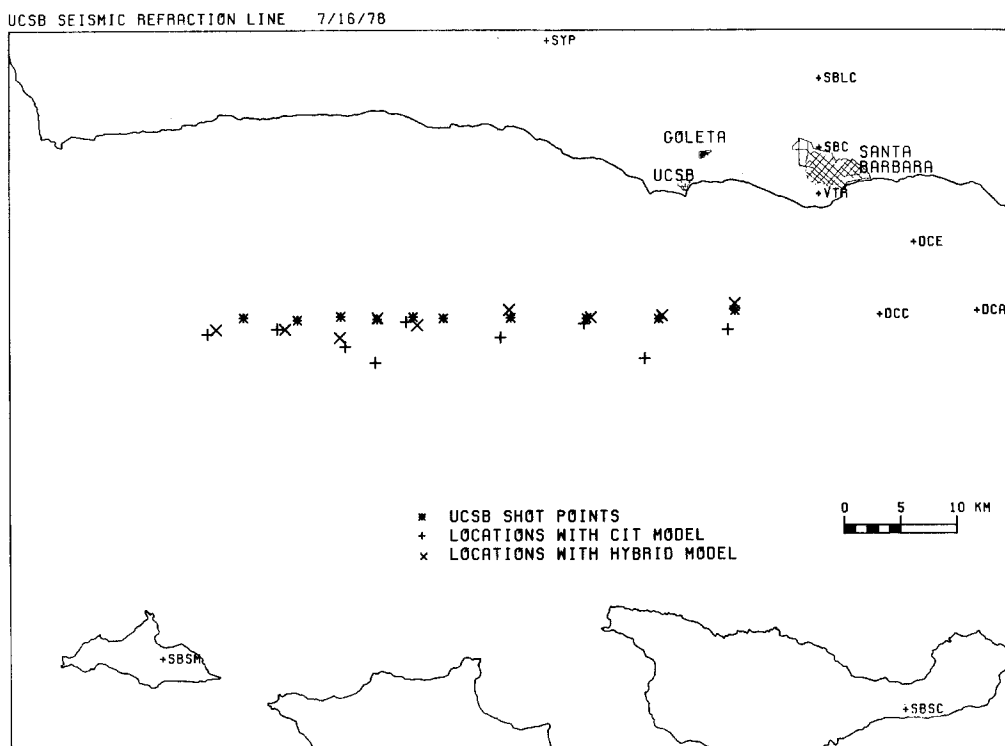 UCSB SEISMIC REFRACTION LINE 7/16/78
+SYP
+SBLC
GOLETA
+SBC
SANTA
BARBARA
UCSB
+VTR
+OCE
+OCC
+OCA
0 5 10 KM
* UCSB SHOT POINTS
+ LOCATIONS WITH CIT MODEL
× LOCATIONS WITH HYBRID MODEL
+SBSM
+SBSC